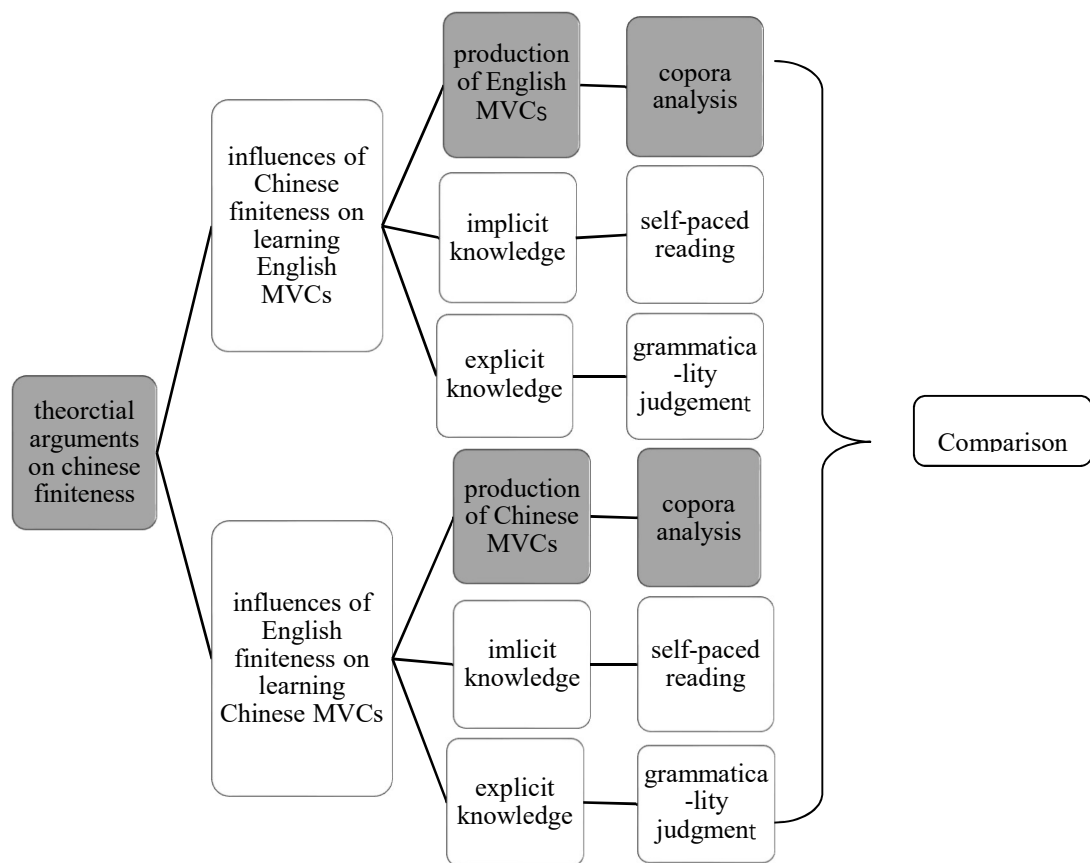 production
of English
MVCs
copora
analysis
influences of
Chinese
finiteness on
learning
English
MVCs
implicit
knowledge
self-paced
reading
explicit
knowledge
grammatica
-lity
judgement
theorctial
arguments
on chinese
finiteness
Comparison
production
of Chinese
MVCs
copora
analysis
influences of
English
finiteness on
learning
Chinese MVCs
imlicit
knowledge
self-paced
reading
explicit
knowledge
grammatica
-lity
judgment